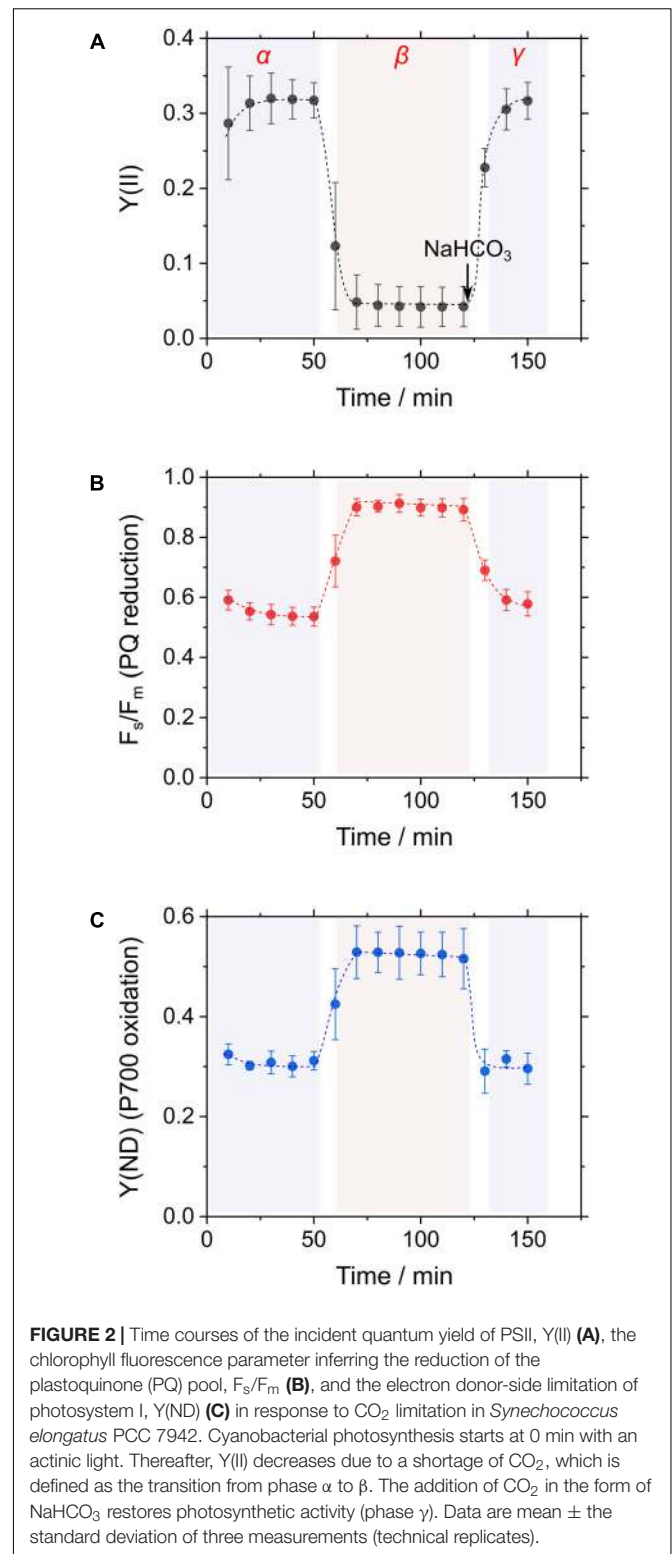 A
α β γ
0.4
0.3
0.2
0.1
0.0
Y(II)
NaHCO3
0 50 100 150
Time / min
B
1.0
0.8
0.6
0.4
0.2
0.0
Fs/Fm (PQ reduction)
0 50 100 150
Time / min
C
0.6
0.4
0.2
0.0
Y(ND) (P700 oxidation)
0 50 100 150
Time / min
FIGURE 2 | Time courses of the incident quantum yield of PSII, Y(II) (A), the
chlorophyll fluorescence parameter inferring the reduction of the
plastoquinone (PQ) pool, Fs/Fm (B), and the electron donor-side limitation of
photosystem I, Y(ND) (C) in response to CO2 limitation in Synechococcus
elongatus PCC 7942. Cyanobacterial photosynthesis starts at 0 min with an
actinic light. Thereafter, Y(II) decreases due to a shortage of CO2, which is
defined as the transition from phase α to β. The addition of CO2 in the form of
NaHCO3 restores photosynthetic activity (phase γ). Data are mean ± the
standard deviation of three measurements (technical replicates).